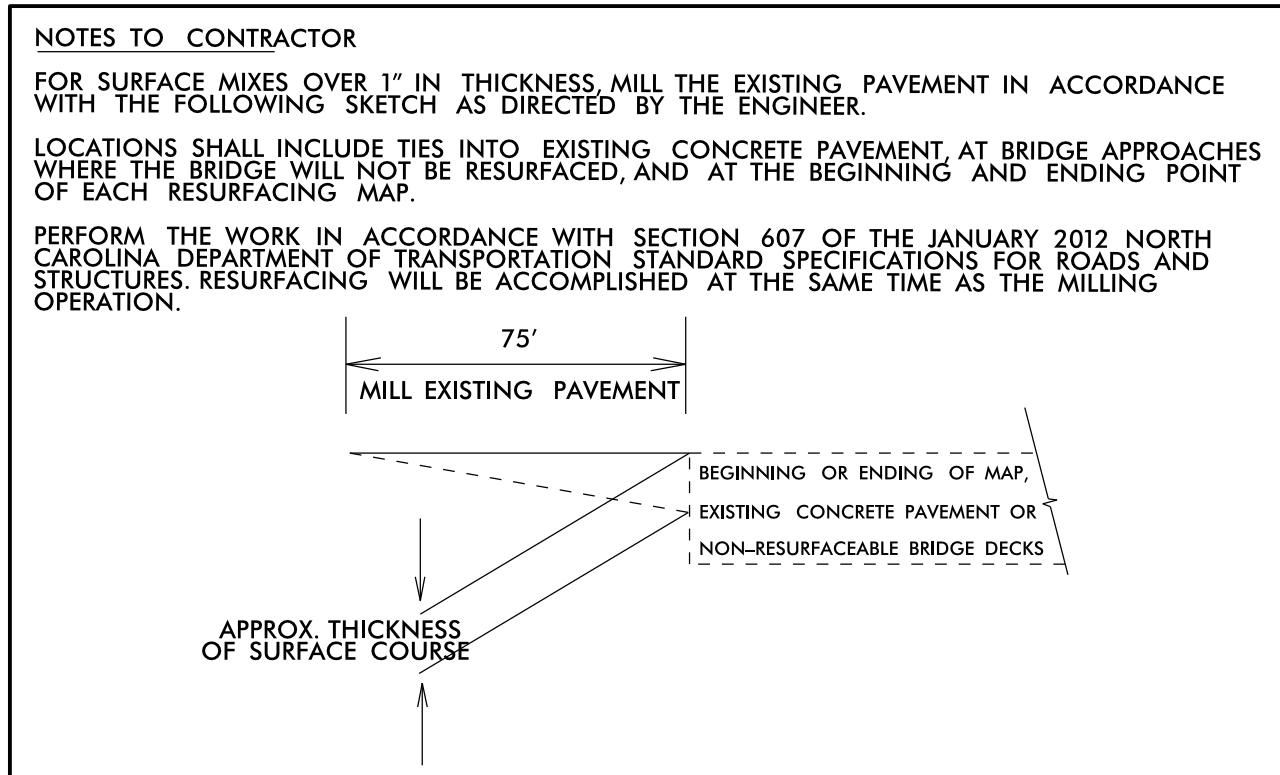 NOTES TO CONTRACTOR
FOR SURFACE MIXES OVER 1" IN THICKNESS, MILL THE EXISTING PAVEMENT IN ACCORDANCE
WITH THE FOLLOWING SKETCH AS DIRECTED BY THE ENGINEER.
LOCATIONS SHALL INCLUDE TIES INTO EXISTING CONCRETE PAVEMENT, AT BRIDGE APPROACHES
WHERE THE BRIDGE WILL NOT BE RESURFACED, AND AT THE BEGINNING AND ENDING POINT
OF EACH RESURFACING MAP.
PERFORM THE WORK IN ACCORDANCE WITH SECTION 607 OF THE JANUARY 2012 NORTH
CAROLINA DEPARTMENT OF TRANSPORTATION STANDARD SPECIFICATIONS FOR ROADS AND
STRUCTURES. RESURFACING WILL BE ACCOMPLISHED AT THE SAME TIME AS THE MILLING
OPERATION.
75'
MILL EXISTING PAVEMENT
BEGINNING OR ENDING OF MAP,
EXISTING CONCRETE PAVEMENT OR
NON-RESURFACEABLE BRIDGE DECKS
APPROX. THICKNESS
OF SURFACE COURSE